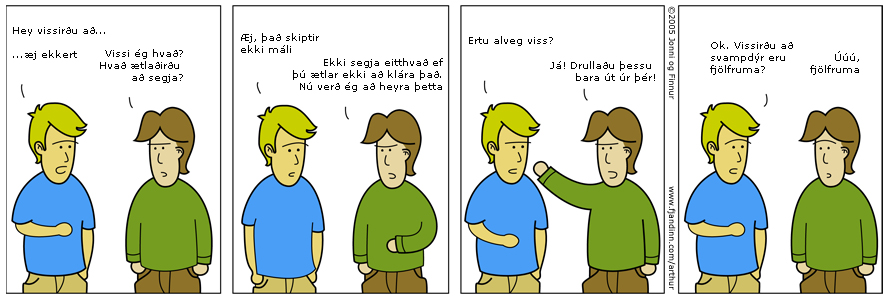 Hey vissirðu að...
...æj ekkert
Vissi ég hvað?
Hvað ætlaðirðu
að segja?
Æj, það skiptir
ekki máli
Ekki segja eitthvað ef
þú ætlar ekki að klára það.
Nú verð ég að heyra þetta
Ertu alveg viss?
Já! Drullaðu þessu
bara út úr þér!
©2005 Jonni og Finnur
www.fjandinn.com/arthur
Ok. Vissirðu að
svampdýr eru
fjölfruma?
Úúú,
fjölfruma